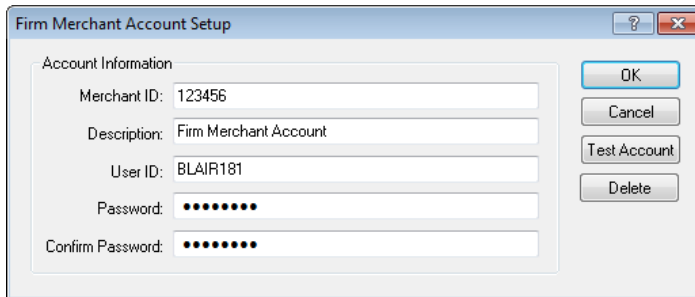 Firm Merchant Account Setup
?
Account Information
Merchant ID: 123456
Description: Firm Merchant Account
User ID: BLAIR181
Password: ●●●●●●●●
Confirm Password: ●●●●●●●●
OK
Cancel
Test Account
Delete